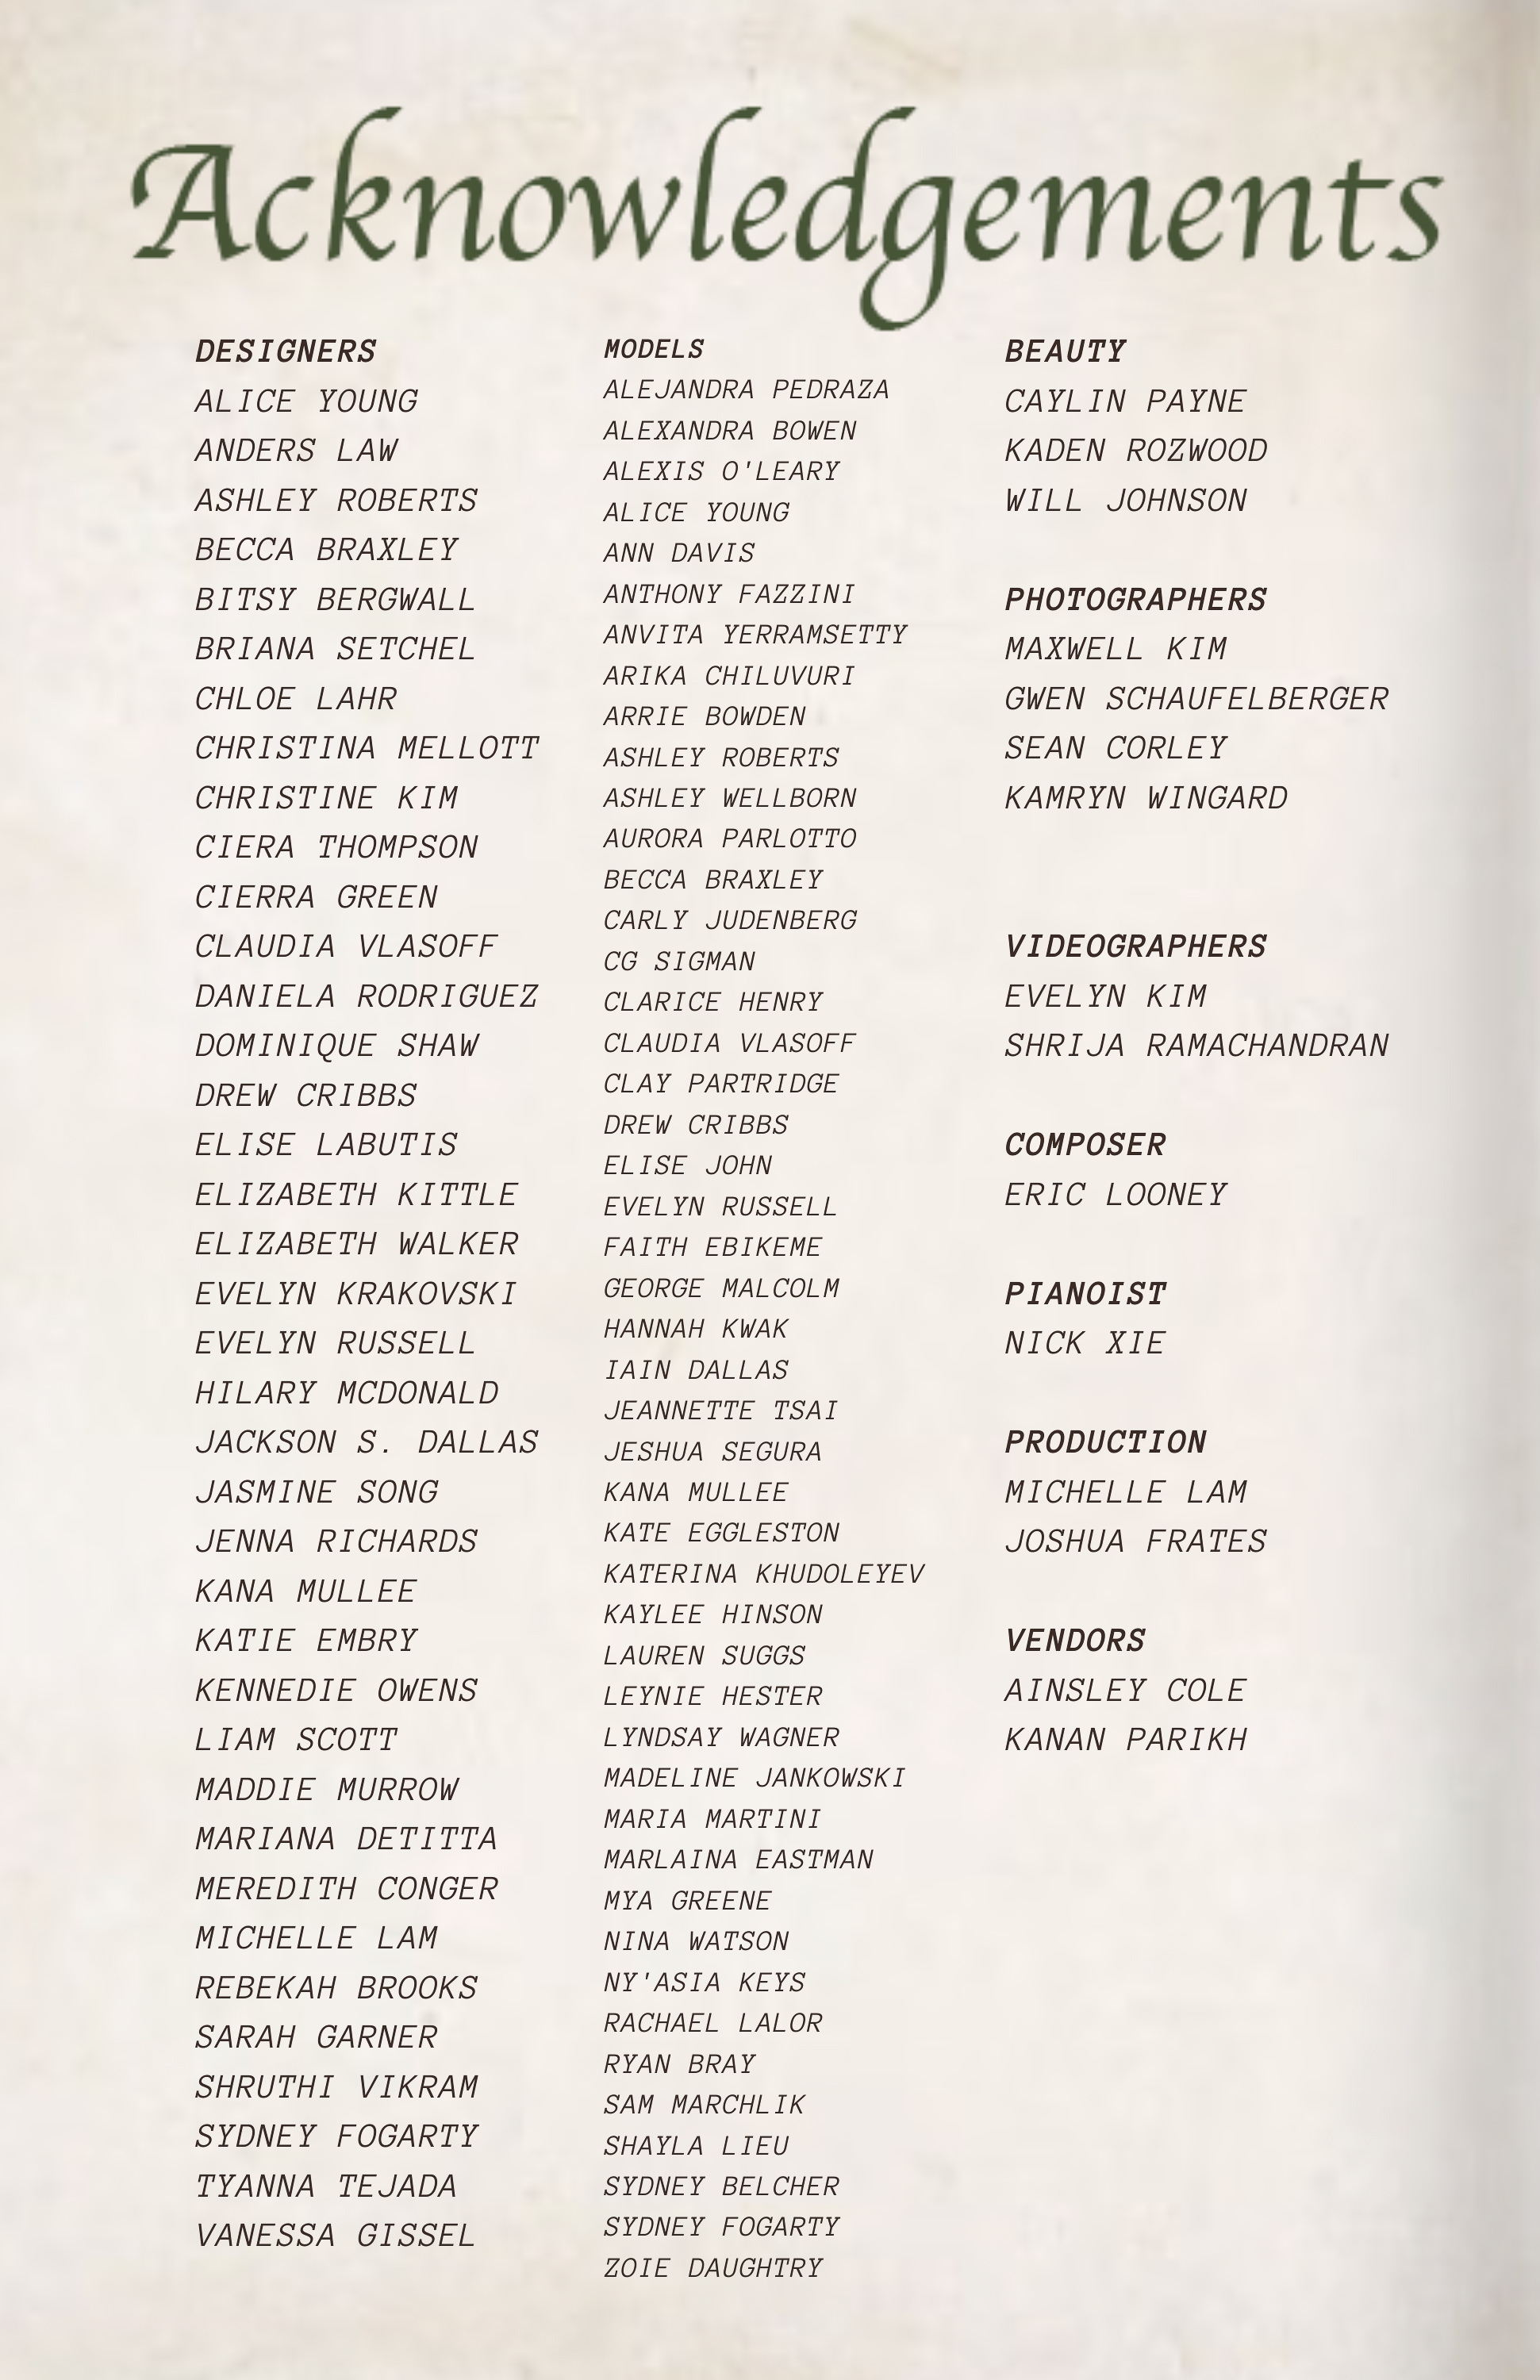 Acknowledgements
DESIGNERS
ALICE YOUNG
ANDERS LAW
ASHLEY ROBERTS
BECCA BRAXLEY
BITSY BERGWALL
BRIANA SETCHEL
CHLOE LAHR
CHRISTINA MELLOTT
CHRISTINE KIM
CIERA THOMPSON
CIERRA GREEN
CLAUDIA VLASOFF
DANIELA RODRIGUEZ
DOMINIQUE SHAW
DREW CRIBBS
ELISE LABUTIS
ELIZABETH KITTLE
ELIZABETH WALKER
EVELYN KRAKOVSKI
EVELYN RUSSELL
HILARY MCDONALD
JACKSON S. DALLAS
JASMINE SONG
JENNA RICHARDS
KANA MULLEE
KATIE EMBRY
KENNEDIE OWENS
LIAM SCOTT
MADDIE MURROW
MARIANA DETITTA
MEREDITH CONGER
MICHELLE LAM
REBEKAH BROOKS
SARAH GARNER
SHRUTHI VIKRAM
SYDNEY FOGARTY
TYANNA TEJADA
VANESSA GISSEL
MODELS
ALEJANDRA PEDRAZA
ALEXANDRA BOWEN
ALEXIS O'LEARY
ALICE YOUNG
ANN DAVIS
ANTHONY FAZZINI
ANVITA YERRAMSETTY
ARIKA CHILUVURI
ARRIE BOWDEN
ASHLEY ROBERTS
ASHLEY WELLBORN
AURORA PARLOTTO
BECCA BRAXLEY
CARLY JUDENBERG
CG SIGMAN
CLARICE HENRY
CLAUDIA VLASOFF
CLAY PARTRIDGE
DREW CRIBBS
ELISE JOHN
EVELYN RUSSELL
FAITH EBIKEME
GEORGE MALCOLM
HANNAH KWAK
IAIN DALLAS
JEANNETTE TSAI
JESHUA SEGURA
KANA MULLEE
KATE EGGLESTON
KATERINA KHUDOLEYEV
KAYLEE HINSON
LAUREN SUGGS
LEYNIE HESTER
LYNDSAY WAGNER
MADELINE JANKOWSKI
MARIA MARTINI
MARLAINA EASTMAN
MYA GREENE
NINA WATSON
NY'ASIA KEYS
RACHAEL LALOR
RYAN BRAY
SAM MARCHLIK
SHAYLA LIEU
SYDNEY BELCHER
SYDNEY FOGARTY
ZOIE DAUGHTRY
BEAUTY
CAYLIN PAYNE
KADEN ROZWOOD
WILL JOHNSON
PHOTOGRAPHERS
MAXWELL KIM
GWEN SCHAUFELBERGER
SEAN CORLEY
KAMRYN WINGARD
VIDEOGRAPHERS
EVELYN KIM
SHRIJA RAMACHANDRAN
COMPOSER
ERIC LOONEY
PIANOIST
NICK XIE
PRODUCTION
MICHELLE LAM
JOSHUA FRATES
VENDORS
AINSLEY COLE
KANAN PARIKH